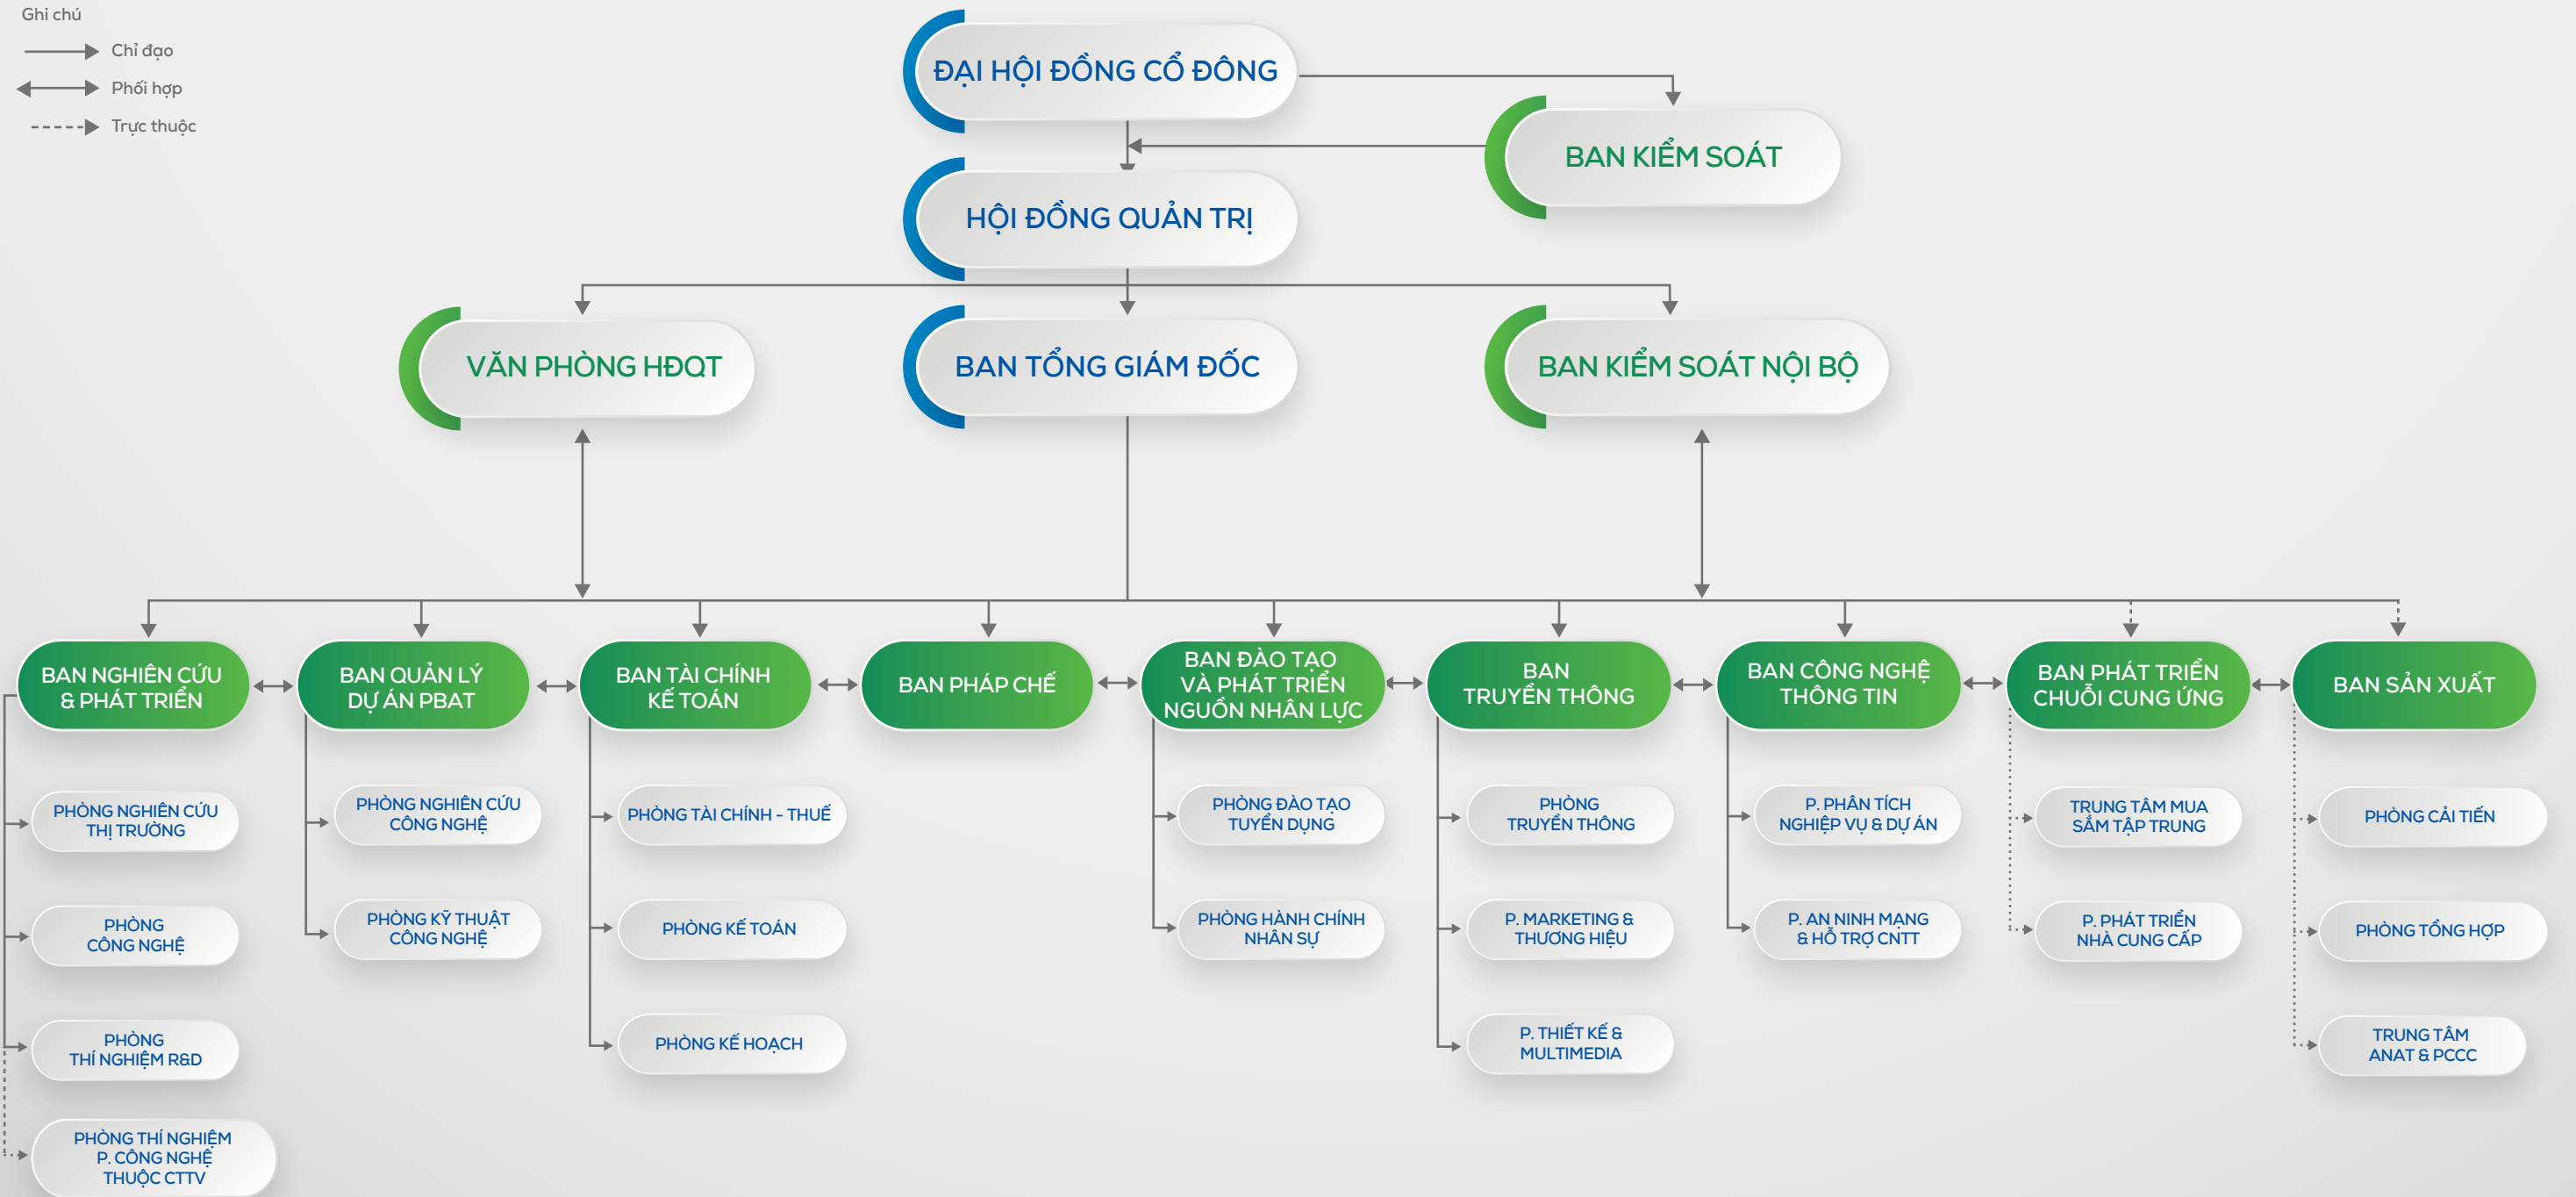 Ghi chú
Chỉ đạo
Phối hợp
Trực thuộc
ĐẠI HỘI ĐỒNG CỔ ĐÔNG
BAN KIỂM SOÁT
HỘI ĐỒNG QUẢN TRỊ
VĂN PHÒNG HĐQT
BAN TỔNG GIÁM ĐỐC
BAN KIỂM SOÁT NỘI BỘ
BAN NGHIÊN CỨU
& PHÁT TRIỂN
BAN QUẢN LÝ
DỰ ÁN PBAT
BAN TÀI CHÍNH
KẾ TOÁN
BAN PHÁP CHẾ
BAN ĐÀO TẠO
VÀ PHÁT TRIỂN
NGUỒN NHÂN LỰC
BAN
TRUYỀN THÔNG
BAN CÔNG NGHỆ
THÔNG TIN
BAN PHÁT TRIỂN
CHUỖI CUNG ỨNG
BAN SẢN XUẤT
PHÒNG NGHIÊN CỨU
THỊ TRƯỜNG
PHÒNG
CÔNG NGHỆ
PHÒNG
THÍ NGHIỆM R&D
PHÒNG THÍ NGHIỆM
P. CÔNG NGHỆ
THUỘC CTTV
PHÒNG NGHIÊN CỨU
CÔNG NGHỆ
PHÒNG KỸ THUẬT
CÔNG NGHỆ
PHÒNG TÀI CHÍNH - THUẾ
PHÒNG KẾ TOÁN
PHÒNG KẾ HOẠCH
PHÒNG ĐÀO TẠO
TUYỂN DỤNG
PHÒNG HÀNH CHÍNH
NHÂN SỰ
PHÒNG
TRUYỀN THÔNG
P. MARKETING &
THƯƠNG HIỆU
P. THIẾT KẾ &
MULTIMEDIA
P. PHÂN TÍCH
NGHIỆP VỤ & DỰ ÁN
P. AN NINH MẠNG
& HỖ TRỢ CNTT
TRUNG TÂM MUA
SẮM TẬP TRUNG
P. PHÁT TRIỂN
NHÀ CUNG CẤP
PHÒNG CẢI TIẾN
PHÒNG TỔNG HỢP
TRUNG TÂM
ANAT & PCCC